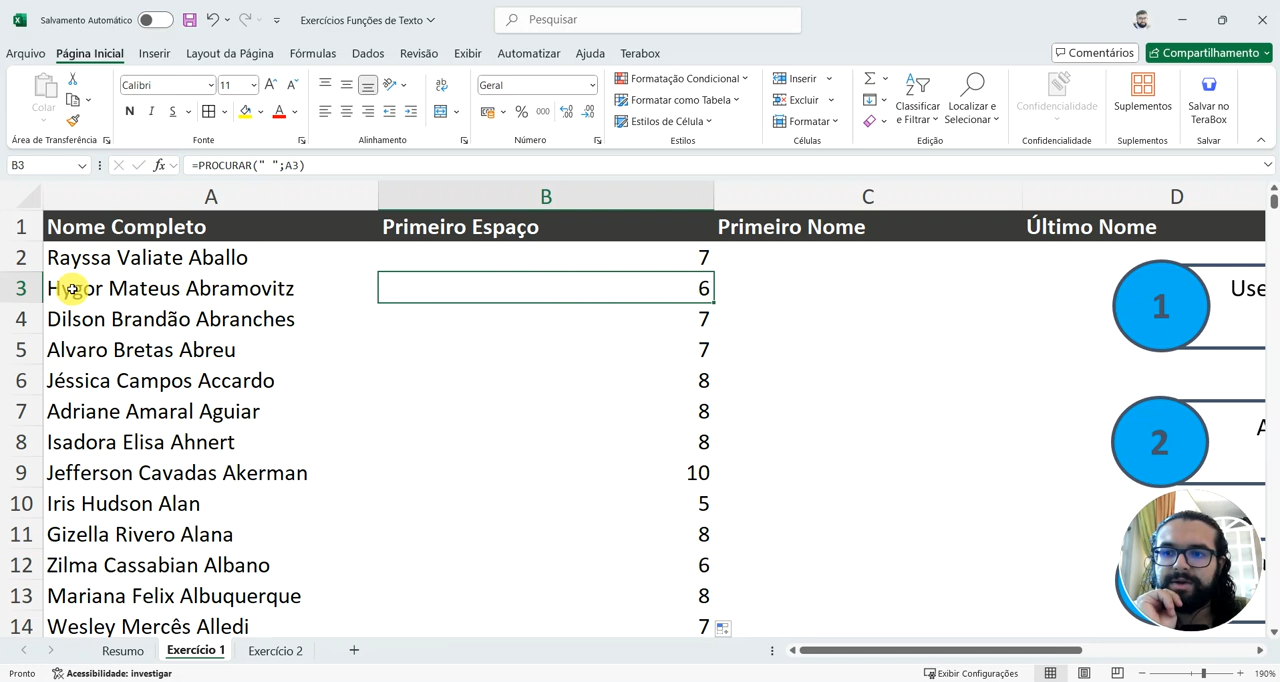 Salvamento Automático
Exercícios Funções de Texto
Pesquisar
Arquivo Página Inicial Inserir Layout da Página Fórmulas Dados Revisão Exibir Automatizar Ajuda Terabox
Comentários Compartilhamento
Colar
Calibri 11
N I S
Geral
% 000
Formatação Condicional
Formatar como Tabela
Estilos de Célula
Inserir
Excluir
Formatar
Classificar e Filtrar
Localizar e Selecionar
Confidencialidade
Suplementos
Salvar no TeraBox
Área de Transferência Fonte Alinhamento Número Estilos Células Edição Confidencialidade Suplementos Salvar
B3 fx =PROCURAR(" ";A3)
A B C D
1 Nome Completo Primeiro Espaço Primeiro Nome Último Nome
2 Rayssa Valiate Aballo 7
3 Hygor Mateus Abramovitz 6
4 Dilson Brandão Abranches 7
5 Alvaro Bretas Abreu 7
6 Jéssica Campos Accardo 8
7 Adriane Amaral Aguiar 8
8 Isadora Elisa Ahnert 8
9 Jefferson Cavadas Akerman 10
10 Iris Hudson Alan 5
11 Gizella Rivero Alana 8
12 Zilma Cassabian Albano 6
13 Mariana Felix Albuquerque 8
14 Wesley Mercês Alledi 7
1 Use
2 A
Resumo Exercício 1 Exercício 2 +
Pronto Acessibilidade: investigar Exibir Configurações 190%